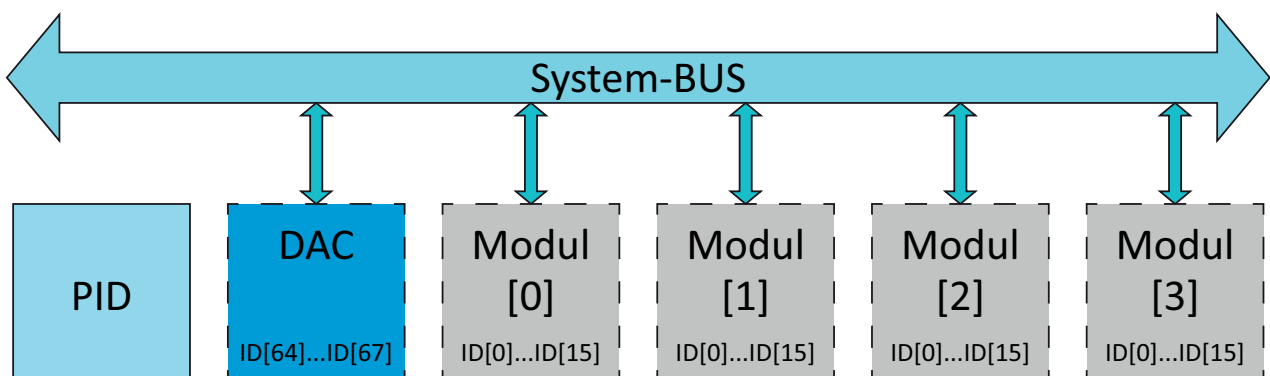 System-BUS
PID
DAC
ID[64]...ID[67]
Modul
[0]
ID[0]...ID[15]
Modul
[1]
ID[0]...ID[15]
Modul
[2]
ID[0]...ID[15]
Modul
[3]
ID[0]...ID[15]